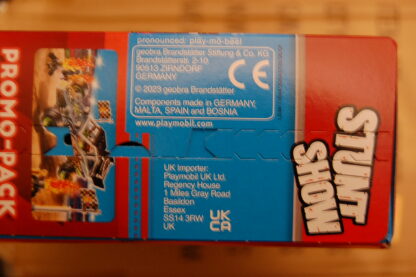 pronounced: play-mo-beel
geobra Brandstätter Stiftung & Co. KG
Brandstätterstr. 2-10
90513 ZIRNDORF
GERMANY
CE
© 2023 geobra Brandstätter
Components made in GERMANY,
MALTA, SPAIN and BOSNIA
www.playmobil.com
UK Importer:
Playmobil UK Ltd.
Regency House
1 Miles Gray Road
Basildon
Essex
SS14 3RW
UK
UK
CA
PROMO-PACK
STUNT
SHOW